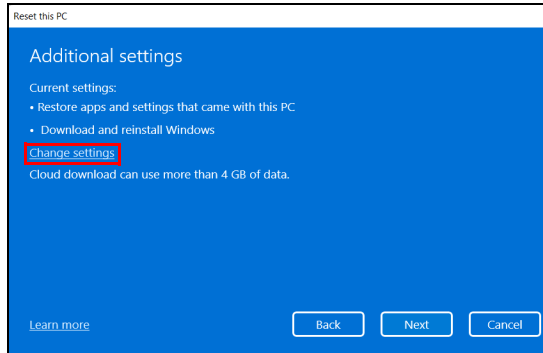 Reset this PC
Additional settings
Current settings:
• Restore apps and settings that came with this PC
• Download and reinstall Windows
Change settings
Cloud download can use more than 4 GB of data.
Learn more
Back
Next
Cancel